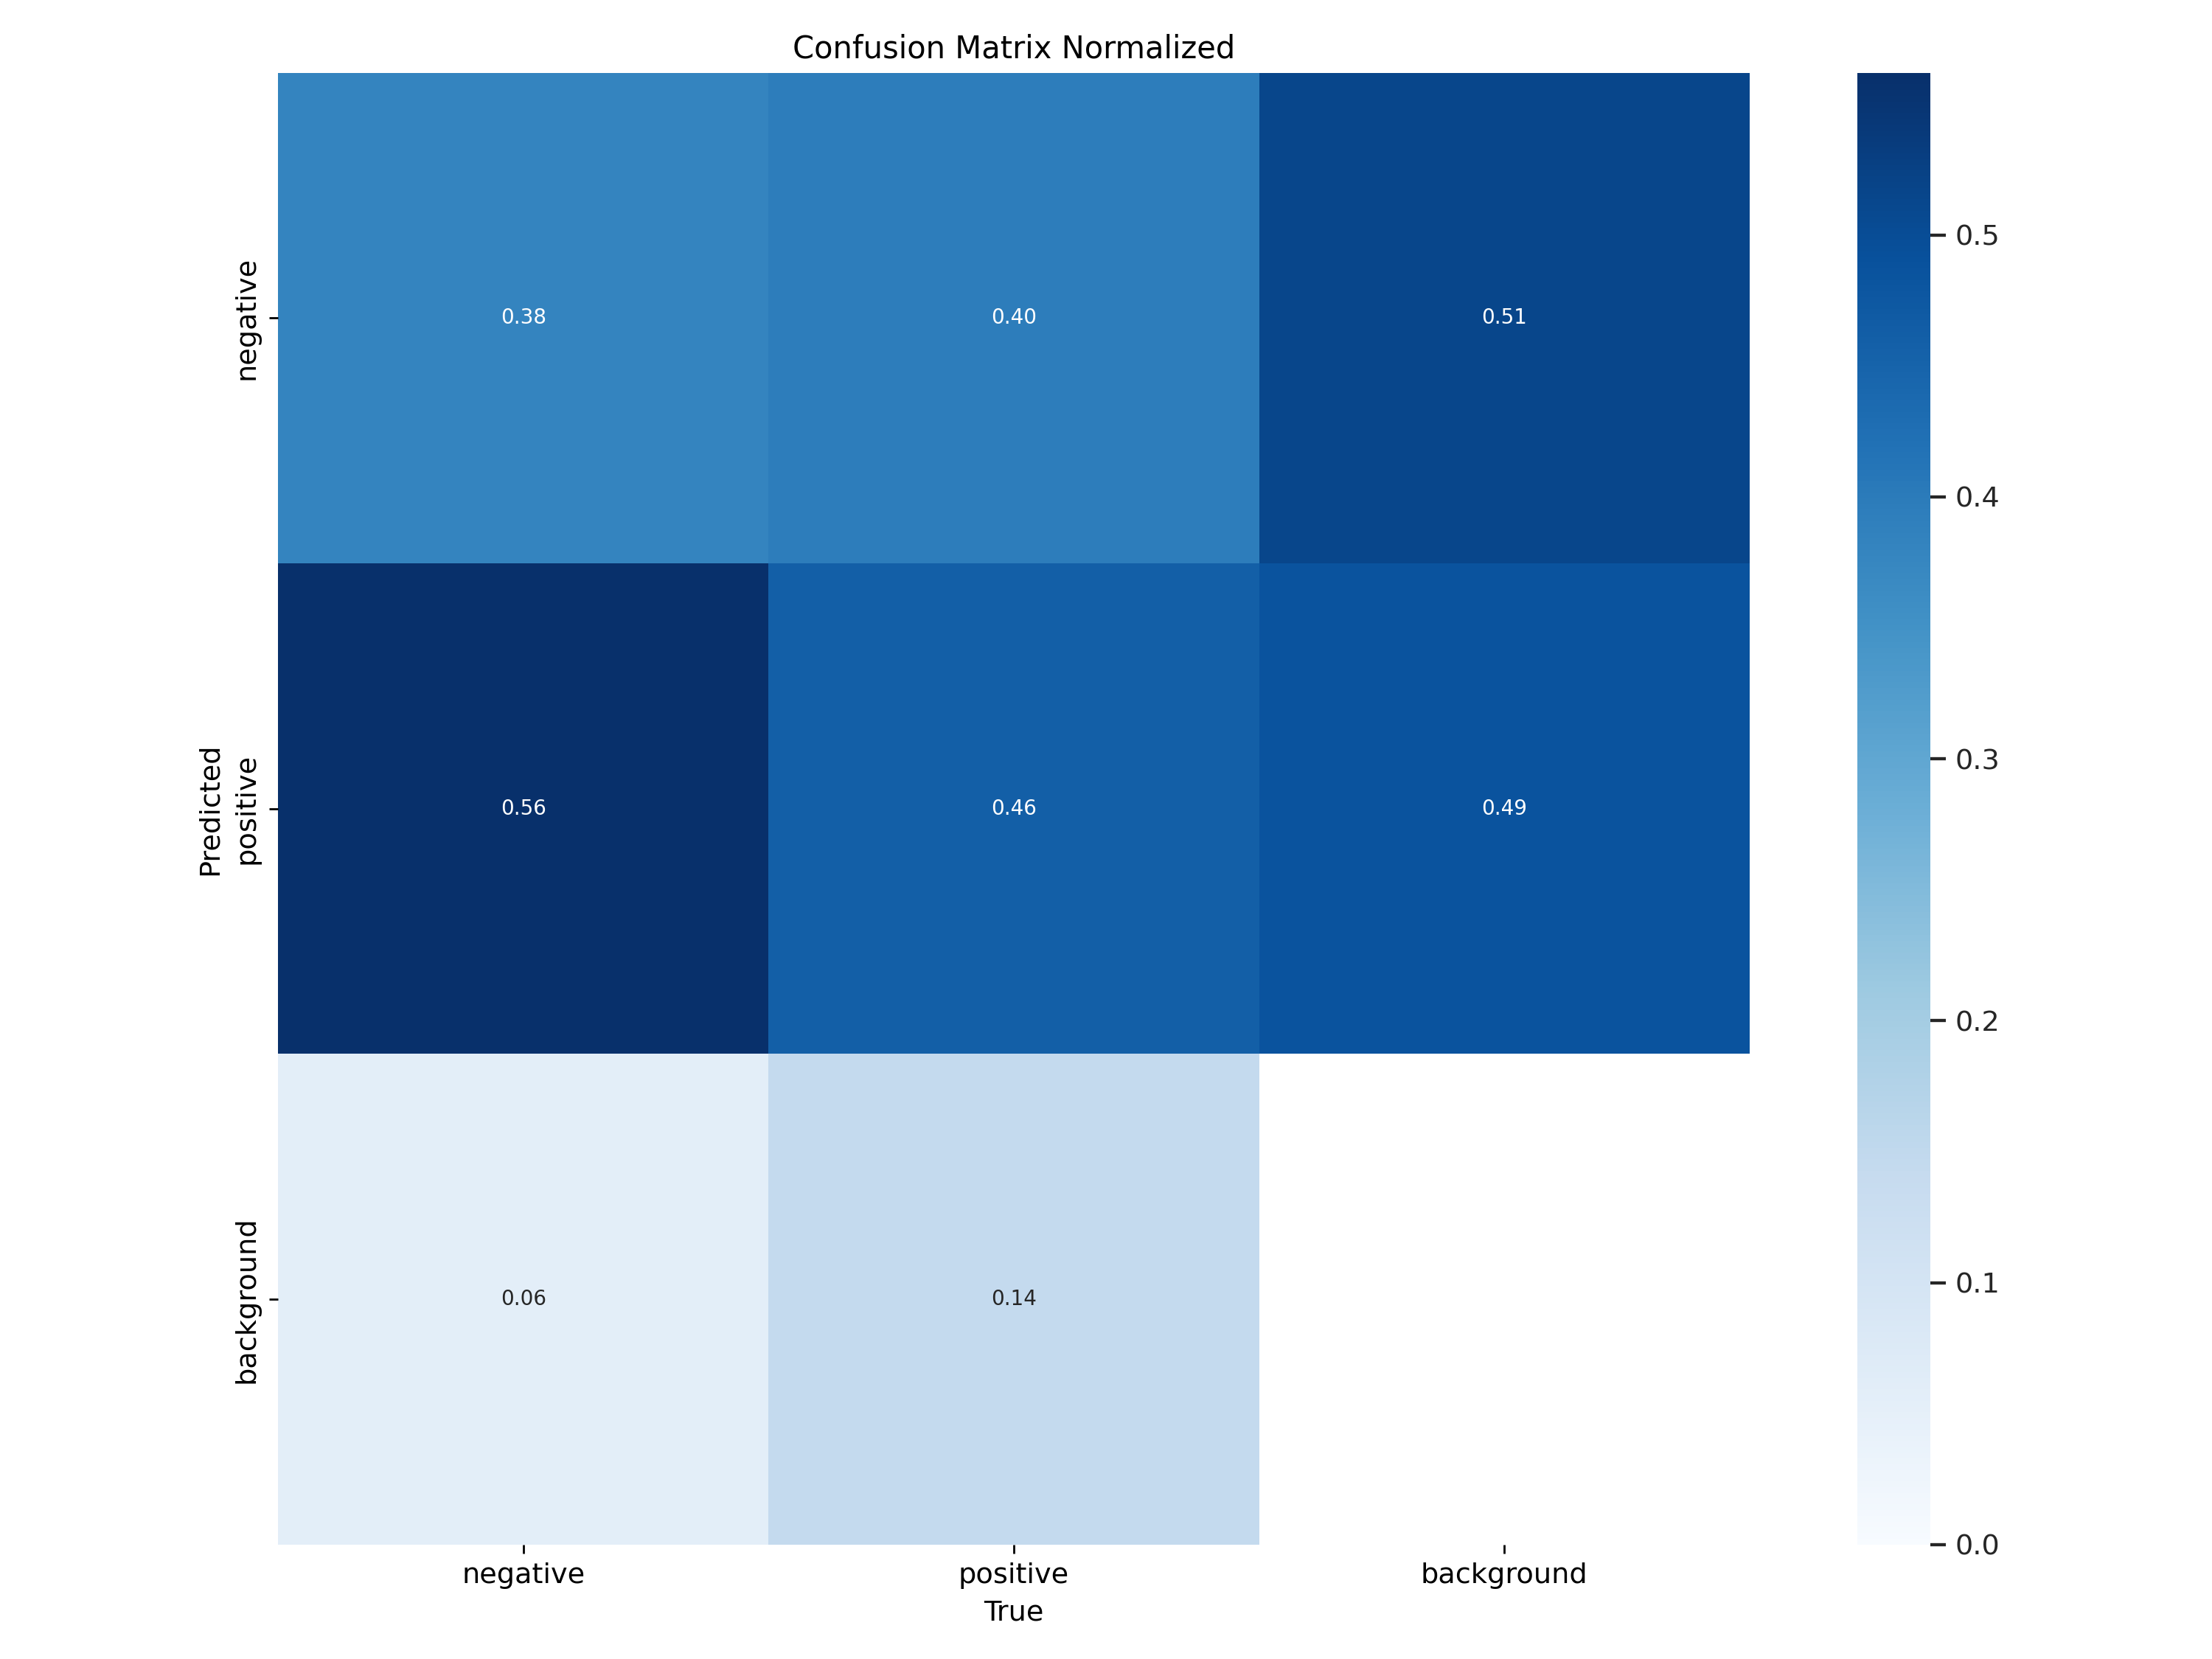 Confusion Matrix Normalized
negative
0.38
0.40
0.51
Predicted
positive
0.56
0.46
0.49
background
0.06
0.14
negative
positive
background
True
0.5
0.4
0.3
0.2
0.1
0.0